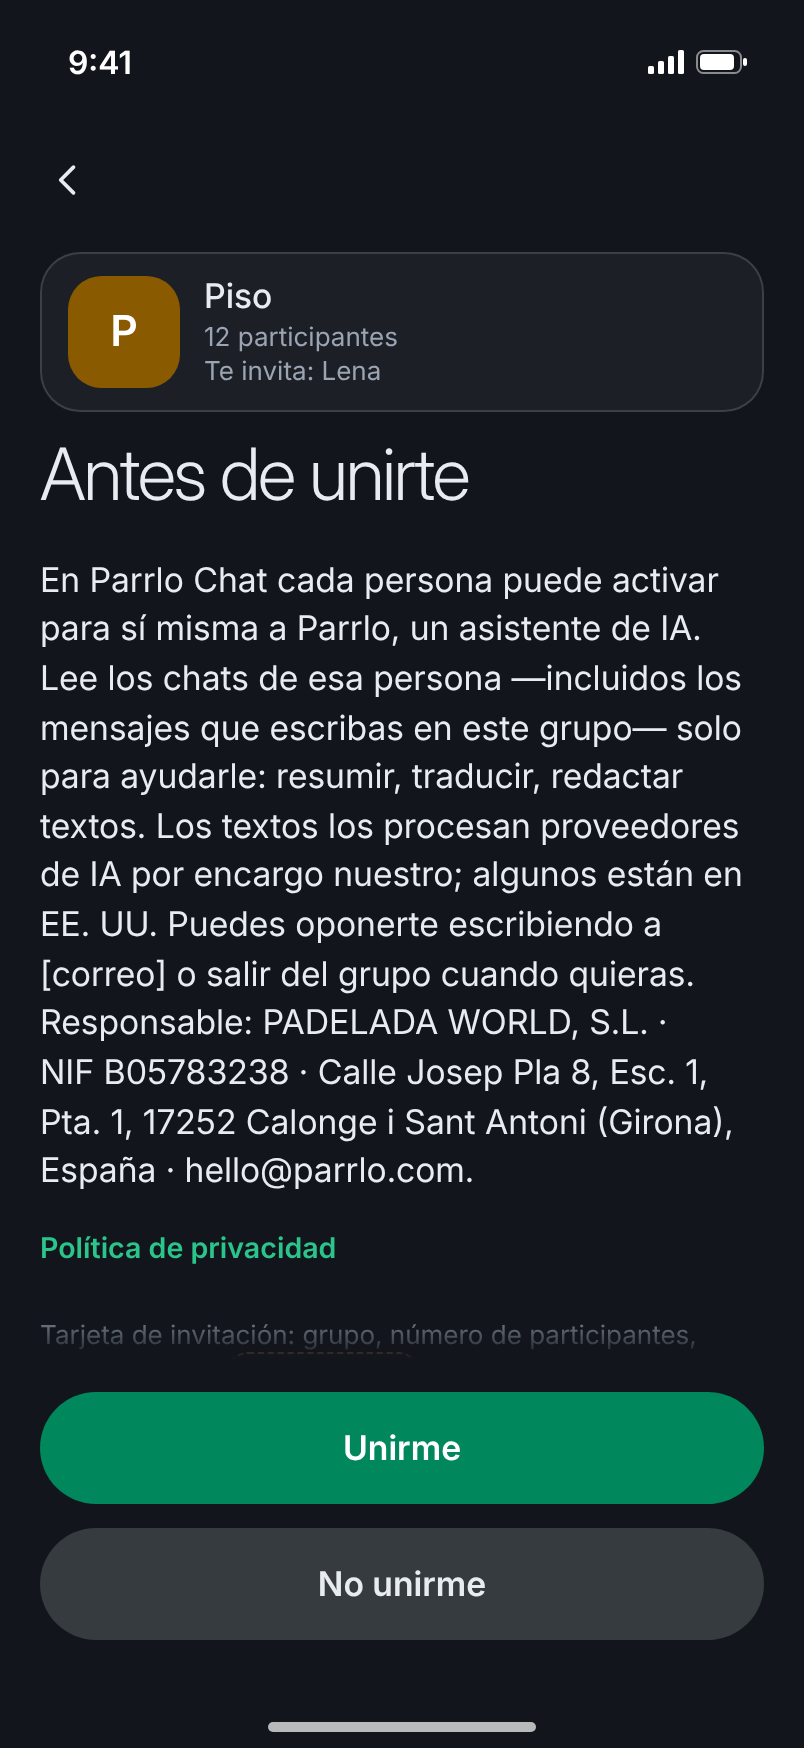 9:41
P
Piso
12 participantes
Te invita: Lena
Antes de unirte
En Parrlo Chat cada persona puede activar
para sí misma a Parrlo, un asistente de IA.
Lee los chats de esa persona —incluidos los
mensajes que escribas en este grupo— solo
para ayudarle: resumir, traducir, redactar
textos. Los textos los procesan proveedores
de IA por encargo nuestro; algunos están en
EE. UU. Puedes oponerte escribiendo a
[correo] o salir del grupo cuando quieras.
Responsable: PADELADA WORLD, S.L. ·
NIF B05783238 · Calle Josep Pla 8, Esc. 1,
Pta. 1, 17252 Calonge i Sant Antoni (Girona),
España · hello@parrlo.com.
Política de privacidad
Tarjeta de invitación: grupo, número de participantes,
Unirme
No unirme